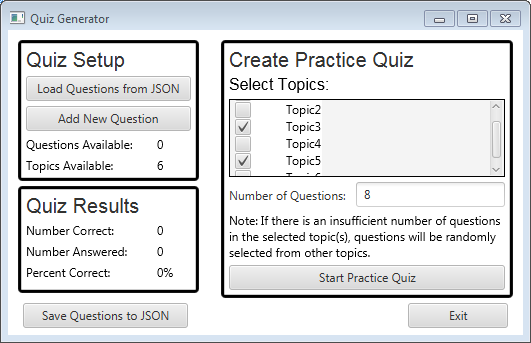 Quiz Generator
Quiz Setup
Load Questions from JSON
Add New Question
Questions Available: 0
Topics Available: 6
Quiz Results
Number Correct: 0
Number Answered: 0
Percent Correct: 0%
Save Questions to JSON
Create Practice Quiz
Select Topics:
Topic2
Topic3
Topic4
Topic5
Number of Questions: 8
Note: If there is an insufficient number of questions
in the selected topic(s), questions will be randomly
selected from other topics.
Start Practice Quiz
Exit